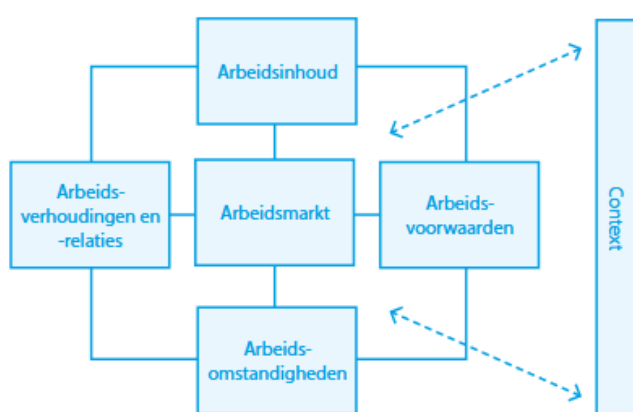 Arbeidsinhoud
Arbeids-
verhoudingen en
-relaties
Arbeidsmarkt
Arbeids-
voorwaarden
Arbeids-
omstandigheden
Context